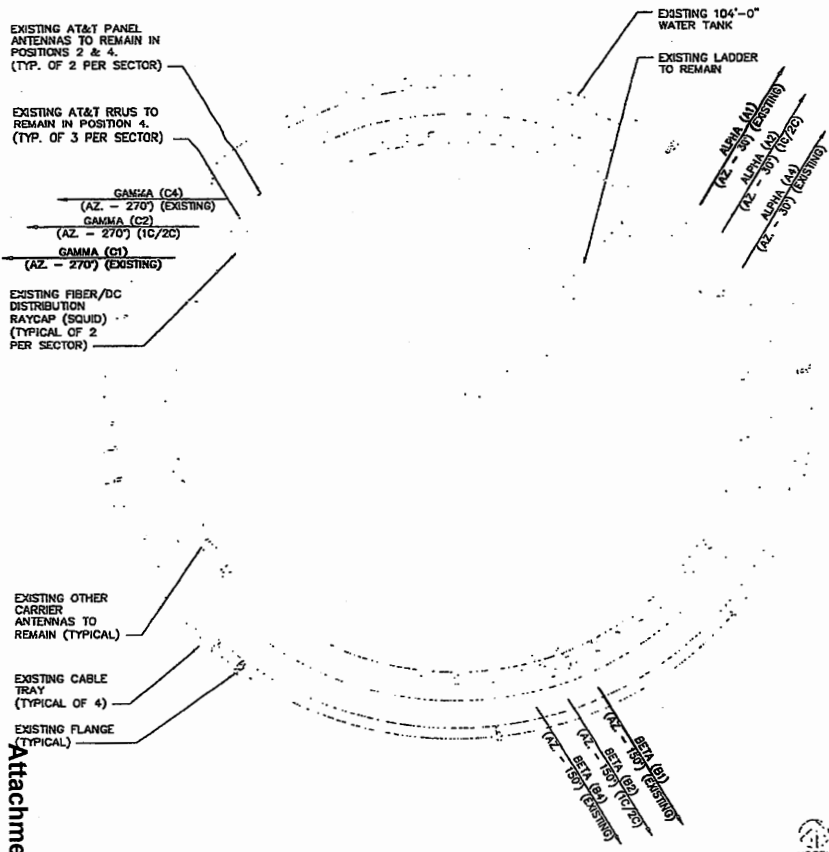 EXISTING AT&T PANEL
ANTENNAS TO REMAIN IN
POSITIONS 2 & 4.
(TYP. OF 2 PER SECTOR)
EXISTING AT&T RRUS TO
REMAIN IN POSITION 4.
(TYP. OF 3 PER SECTOR)
GAMMA (C4)
(AZ. - 270°) (EXISTING)
GAMMA (C2)
(AZ. - 270°) (1C/2C)
GAMMA (C1)
(AZ. - 270°) (EXISTING)
EXISTING FIBER/DC
DISTRIBUTION
RAYCAP (SQUID)
(TYPICAL OF 2
PER SECTOR)
EXISTING 104'-0"
WATER TANK
EXISTING LADDER
TO REMAIN
ALPHA (A1)
(AZ. - 30°) (EXISTING)
ALPHA (A2)
(AZ. - 30°) (1C/2C)
ALPHA (A4)
(AZ. - 30°) (EXISTING)
EXISTING OTHER
CARRIER
ANTENNAS TO
REMAIN (TYPICAL)
EXISTING CABLE
TRAY
(TYPICAL OF 4)
EXISTING FLANGE
(TYPICAL)
BETA (B1)
(AZ. - 150°) (EXISTING)
BETA (B2)
(AZ. - 150°) (1C/2C)
BETA (B4)
(AZ. - 150°) (EXISTING)
Attachme